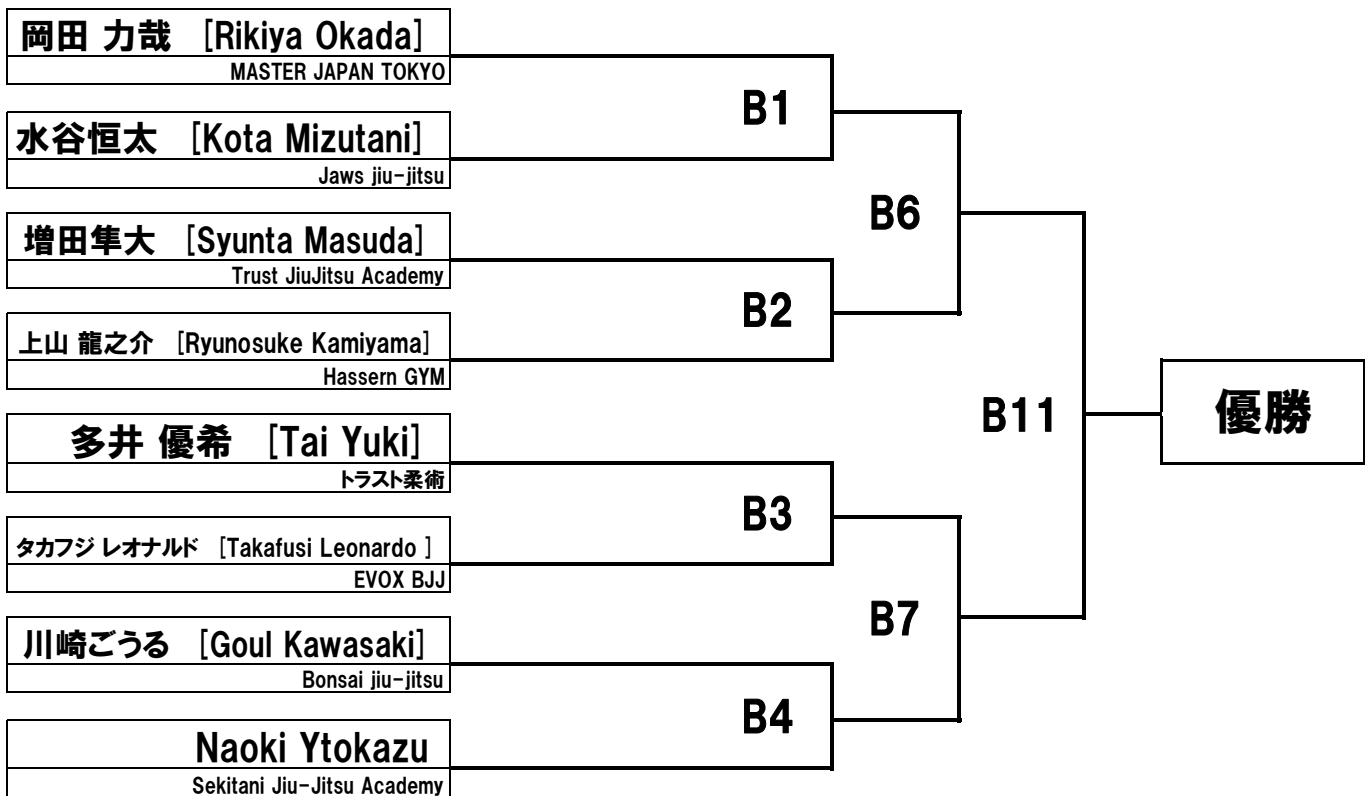 岡田 力哉 [Rikiya Okada]
MASTER JAPAN TOKYO
B1
水谷恒太 [Kota Mizutani]
Jaws jiu-jitsu
B6
増田隼大 [Syunta Masuda]
Trust JiuJitsu Academy
B2
上山 龍之介 [Ryunosuke Kamiyama]
Hassern GYM
B11
優勝
多井 優希 [Tai Yuki]
トラスト柔術
B3
タカフジ レオナルド [Takafusi Leonardo ]
EVOX BJJ
B7
川崎ごうる [Goul Kawasaki]
Bonsai jiu-jitsu
B4
Naoki Ytokazu
Sekitani Jiu-Jitsu Academy